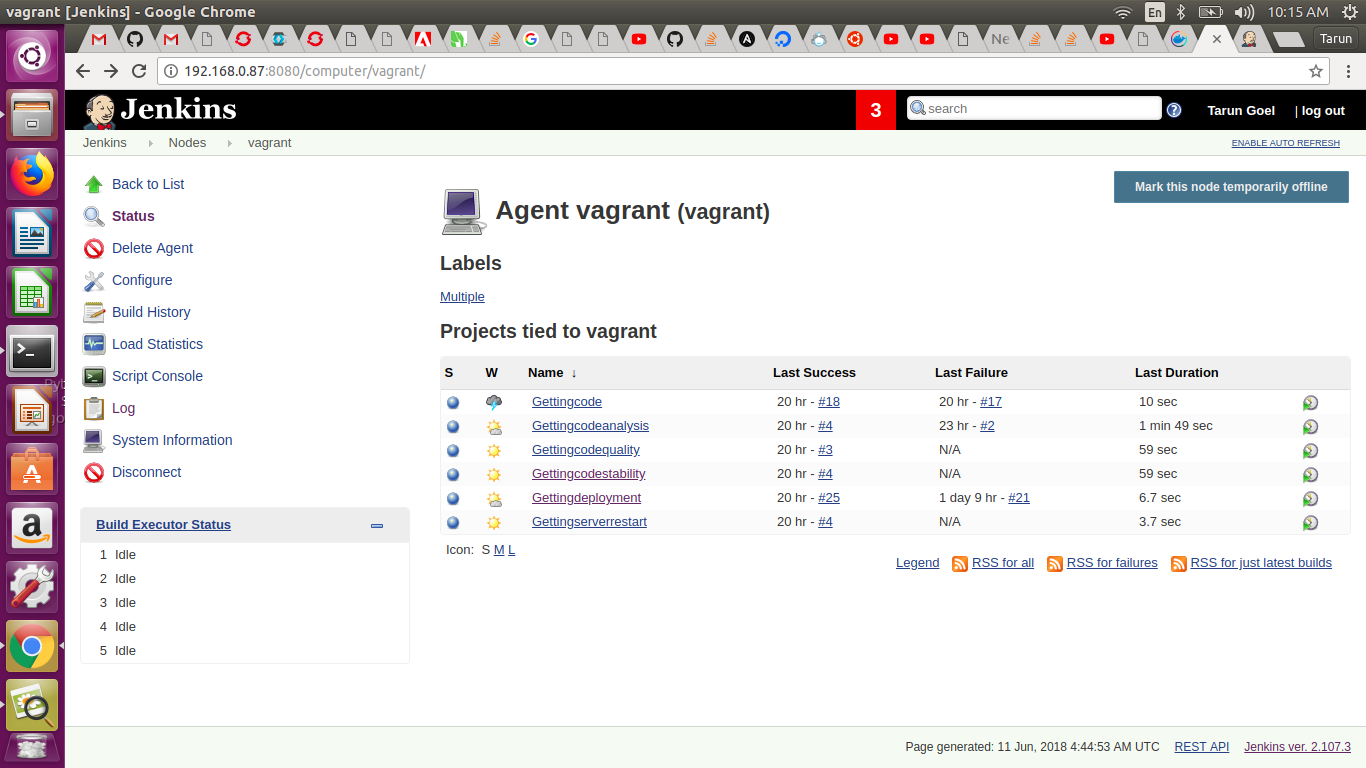 vagrant [Jenkins] - Google Chrome
En
10:15 AM
Tarun
192.168.0.87:8080/computer/vagrant/
Jenkins
3
search
Tarun Goel
| log out
Jenkins
Nodes
vagrant
ENABLE AUTO REFRESH
Back to List
Status
Delete Agent
Configure
Build History
Load Statistics
Script Console
Log
System Information
Disconnect
Build Executor Status
1 Idle
2 Idle
3 Idle
4 Idle
5 Idle
Mark this node temporarily offline
Agent vagrant (vagrant)
Labels
Multiple
Projects tied to vagrant
S W Name ↓ Last Success Last Failure Last Duration
Gettingcode 20 hr - #18 20 hr - #17 10 sec
Gettingcodeanalysis 20 hr - #4 23 hr - #2 1 min 49 sec
Gettingcodequality 20 hr - #3 N/A 59 sec
Gettingcodestability 20 hr - #4 N/A 59 sec
Gettingdeployment 20 hr - #25 1 day 9 hr - #21 6.7 sec
Gettingserverrestart 20 hr - #4 N/A 3.7 sec
Icon: S M L
Legend RSS for all RSS for failures RSS for just latest builds
Page generated: 11 Jun, 2018 4:44:53 AM UTC REST API Jenkins ver. 2.107.3